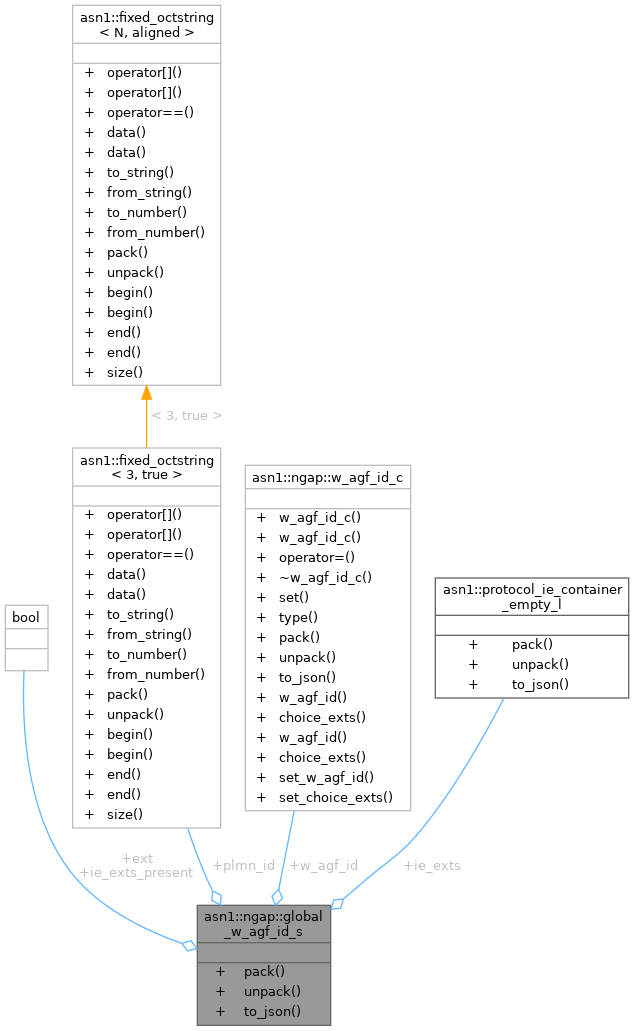 asn1::fixed_octstring
< N, aligned >
+ operator[]()
+ operator[]()
+ operator==()
+ data()
+ data()
+ to_string()
+ from_string()
+ to_number()
+ from_number()
+ pack()
+ unpack()
+ begin()
+ begin()
+ end()
+ end()
+ size()
< 3, true >
asn1::fixed_octstring
< 3, true >
+ operator[]()
+ operator[]()
+ operator==()
+ data()
+ data()
+ to_string()
+ from_string()
+ to_number()
+ from_number()
+ pack()
+ unpack()
+ begin()
+ begin()
+ end()
+ end()
+ size()
asn1::ngap::w_agf_id_c
+ w_agf_id_c()
+ w_agf_id_c()
+ operator=()
+ ~w_agf_id_c()
+ set()
+ type()
+ pack()
+ unpack()
+ to_json()
+ w_agf_id()
+ choice_exts()
+ w_agf_id()
+ choice_exts()
+ set_w_agf_id()
+ set_choice_exts()
asn1::protocol_ie_container
_empty_l
+ pack()
+ unpack()
+ to_json()
bool
+ext
+ie_exts_present
+plmn_id
+w_agf_id
+ie_exts
asn1::ngap::global
_w_agf_id_s
+ pack()
+ unpack()
+ to_json()